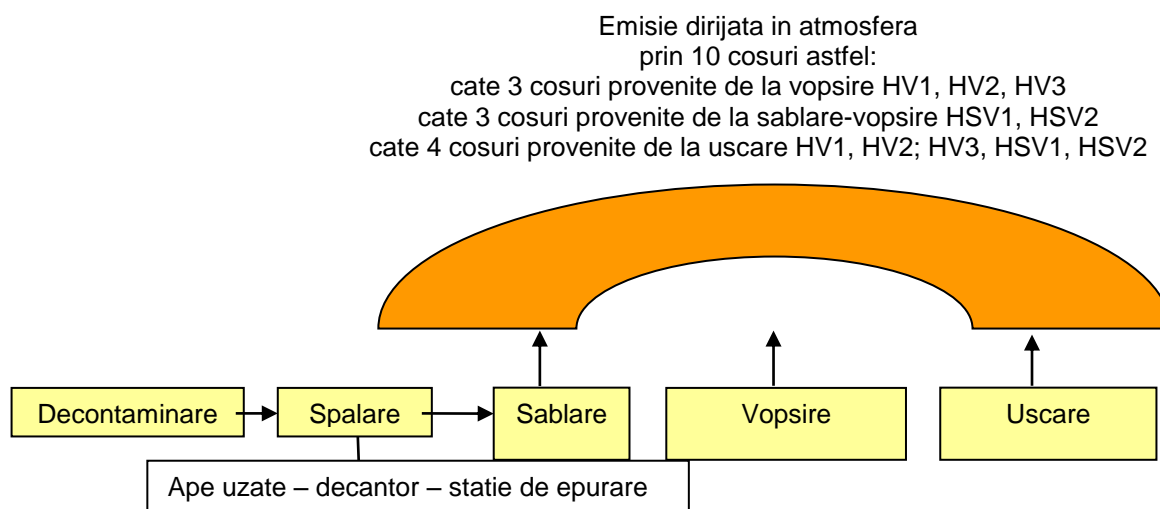 Emisie dirijata in atmosfera
prin 10 cosuri astfel:
cate 3 cosuri provenite de la vopsire HV1, HV2, HV3
cate 3 cosuri provenite de la sablare-vopsire HSV1, HSV2
cate 4 cosuri provenite de la uscare HV1, HV2; HV3, HSV1, HSV2
Decontaminare
Spalare
Sablare
Vopsire
Uscare
Ape uzate – decantor – statie de epurare